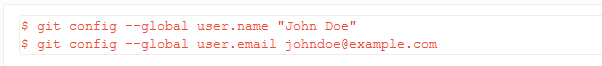 $ git config --global user.name "John Doe"
$ git config --global user.email johndoe@example.com